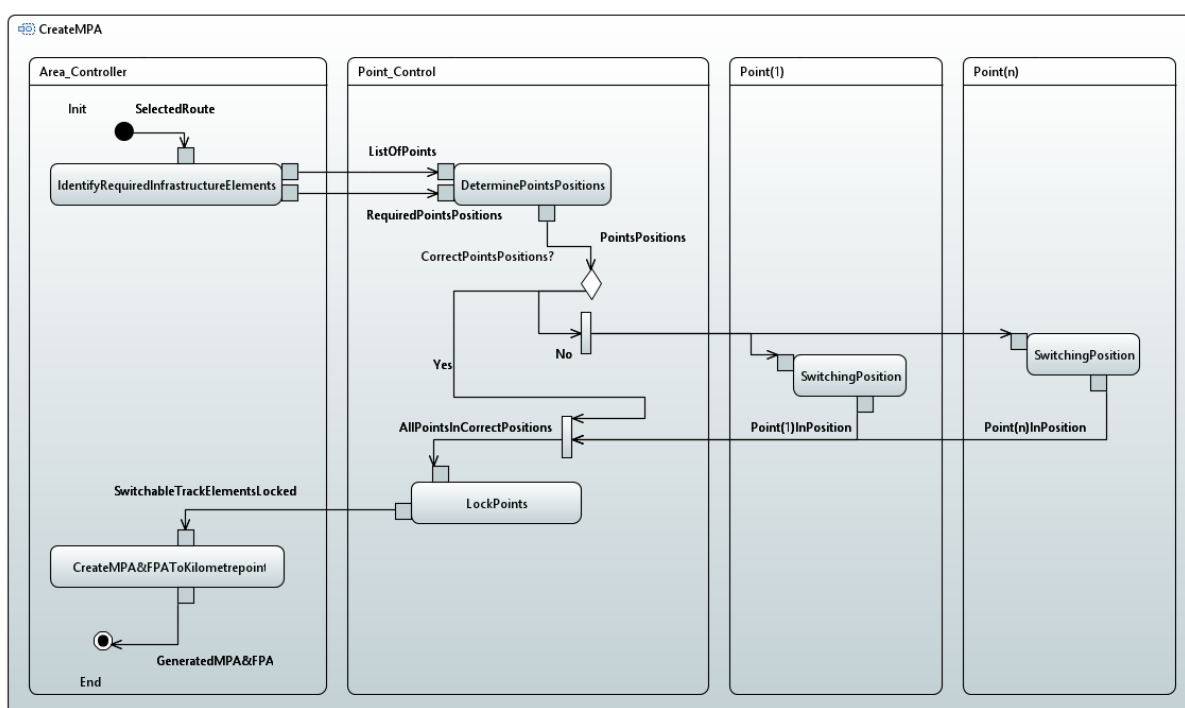 CreateMPA
Area_Controller
Point_Control
Point(1)
Point(n)
Init
SelectedRoute
ListOfPoints
IdentifyRequiredInfrastructureElements
DeterminePointsPositions
RequiredPointsPositions
PointsPositions
CorrectPointsPositions?
No
Yes
SwitchingPosition
SwitchingPosition
AllPointsInCorrectPositions
Point(1)InPosition
Point(n)InPosition
SwitchableTrackElementsLocked
LockPoints
CreateMPA&FPAToKilometrepoint
GeneratedMPA&FPA
End